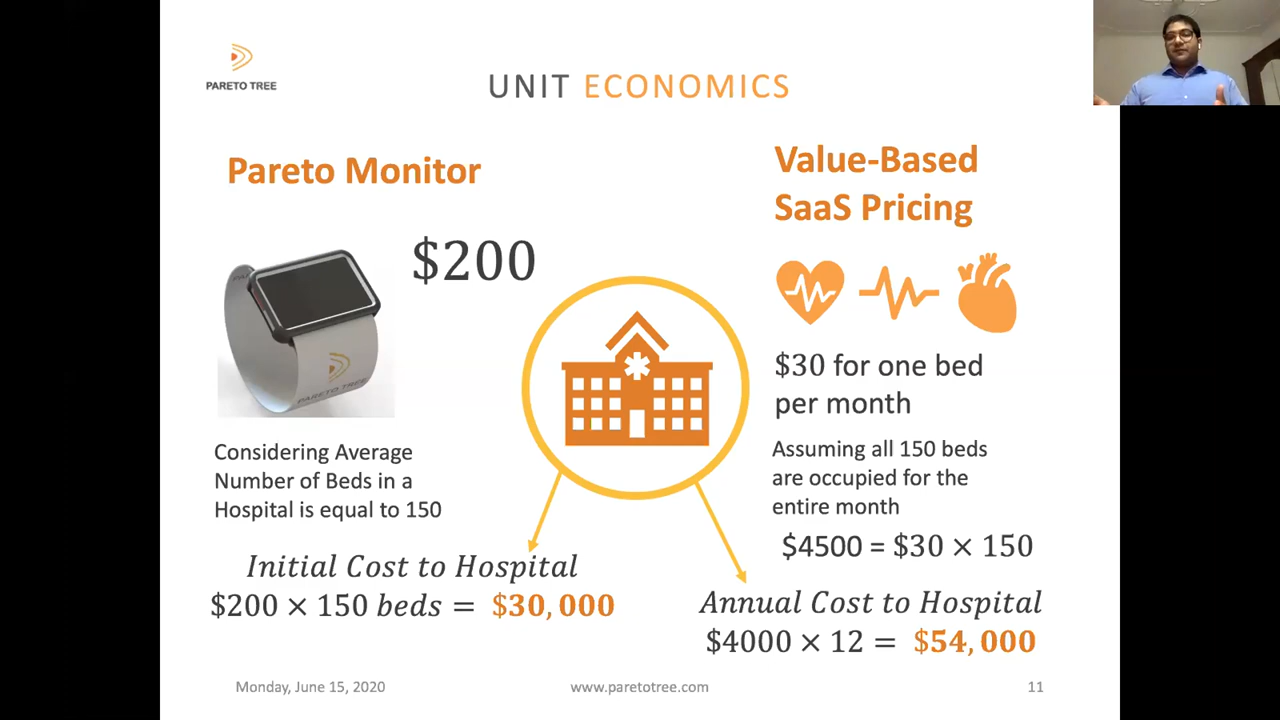 PARETO TREE
UNIT ECONOMICS
Pareto Monitor
$200
PARETO TREE
Considering Average
Number of Beds in a
Hospital is equal to 150
Initial Cost to Hospital
$200 × 150 beds = $30,000
Value-Based
SaaS Pricing
$30 for one bed
per month
Assuming all 150 beds
are occupied for the
entire month
$4500 = $30 × 150
Annual Cost to Hospital
$4000 × 12 = $54,000
Monday, June 15, 2020
www.paretotree.com
11